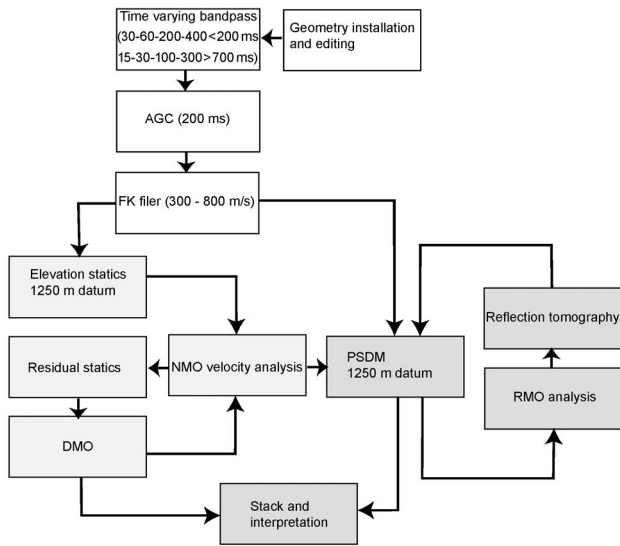 Time varying bandpass
(30-60-200-400<200 ms
15-30-100-300>700 ms)
Geometry installation
and editing
AGC (200 ms)
FK filer (300 - 800 m/s)
Elevation statics
1250 m datum
Reflection tomography
Residual statics
NMO velocity analysis
PSDM
1250 m datum
RMO analysis
DMO
Stack and
interpretation